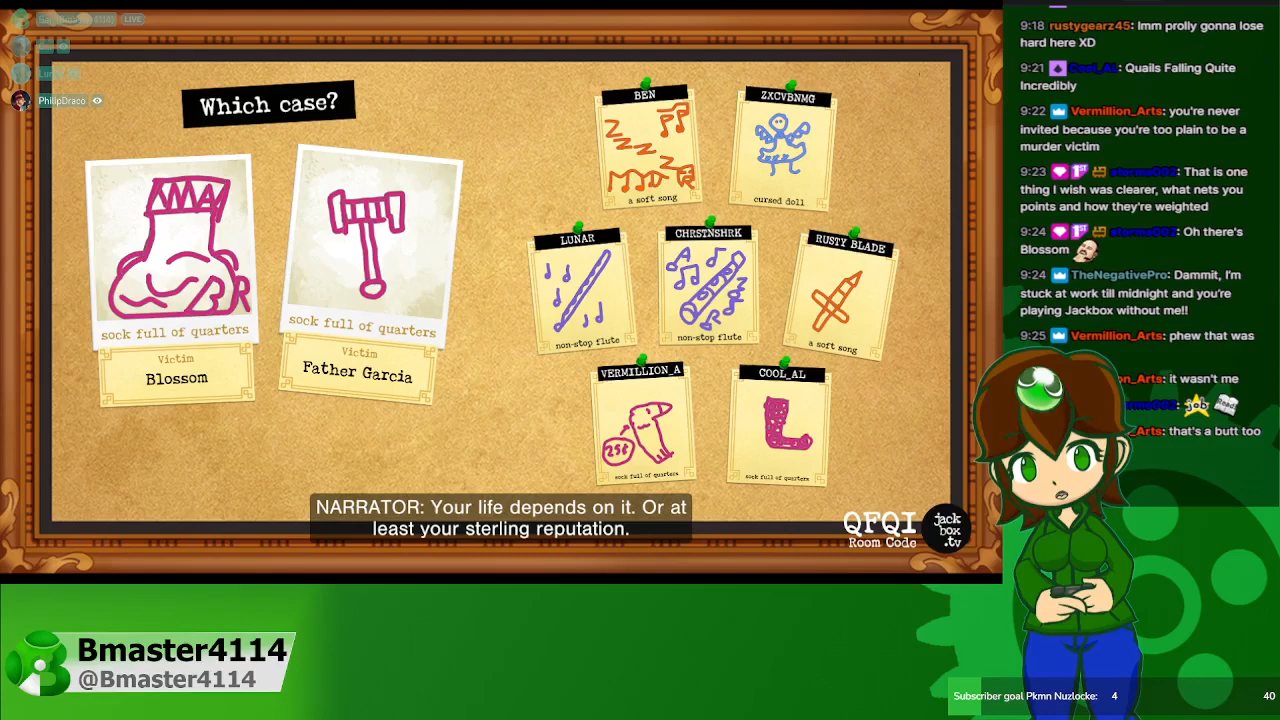 LIVE
PhilipDraco
Which case?
sock full of quarters
Victim
Blossom
sock full of quarters
Victim
Father Garcia
BEN
a soft song
ZXCVBNMG
cursed doll
LUNAR
non-stop flute
CHRSTNSHRK
non-stop flute
RUSTY BLADE
a soft song
VERMILLION_A
25¢
sock full of quarters
COOL_AL
sock full of quarters
NARRATOR: Your life depends on it. Or at
least your sterling reputation.
QFQI
Room Code
jack
box
.tv
9:18 rustygearz45: Imm prolly gonna lose
hard here XD
9:21 Cool_AL: Quails Falling Quite
Incredibly
9:22 Vermillion_Arts: you're never
invited because you're too plain to be a
murder victim
9:23 1ST storms002: That is one
thing I wish was clearer, what nets you
points and how they're weighted
9:24 1ST storms002: Oh there's
Blossom
9:24 TheNegativePro: Dammit, I'm
stuck at work till midnight and you're
playing Jackbox without me!!
9:25 Vermillion_Arts: phew that was
ion_Arts: it wasn't me
rms002: job Read
_Arts: that's a butt too
Bmaster4114
@Bmaster4114
Subscriber goal Pkmn Nuzlocke: 4 40